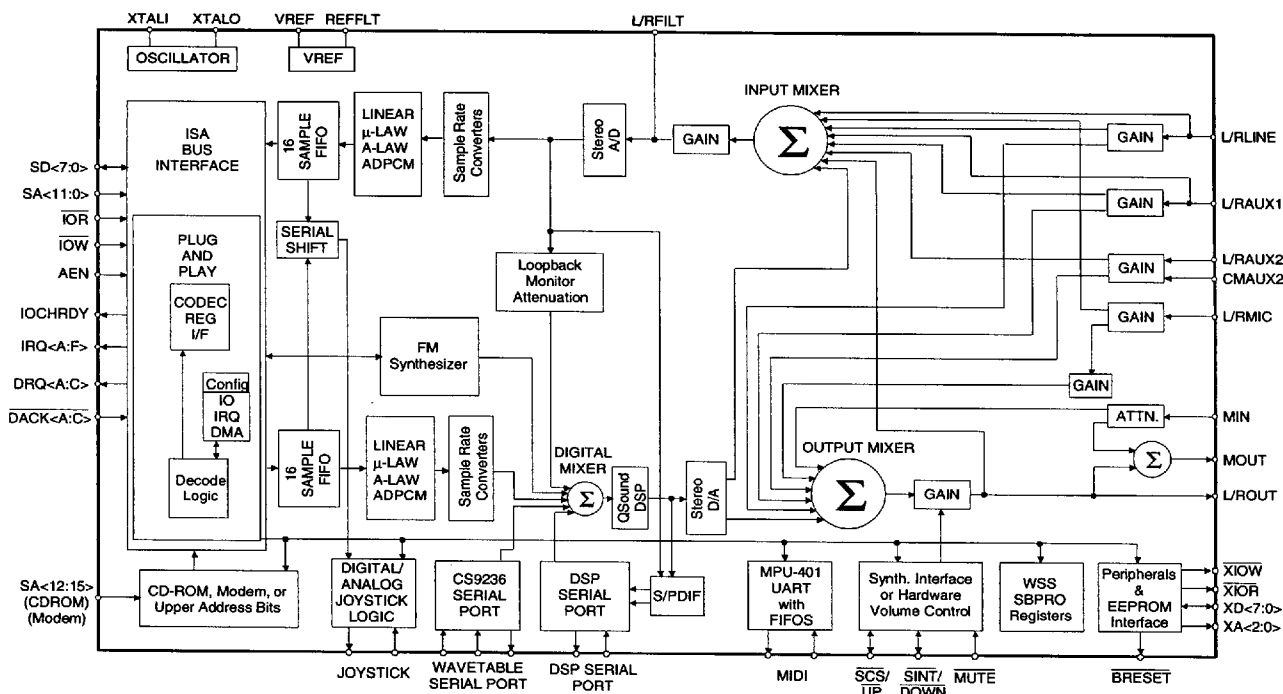 XTALI XTALO VREF REFFLT L/RFILT
OSCILLATOR
VREF
INPUT MIXER
Σ
ISA
BUS
INTERFACE
16
SAMPLE
FIFO
LINEAR
μ-LAW
A-LAW
ADPCM
Sample Rate
Converters
Stereo
A/D
GAIN
GAIN
L/RLINE
SD<7:0>
SA<11:0>
IOR
IOW
AEN
IOCHRDY
IRQ<A:F>
DRQ<A:C>
DACK<A:C>
GAIN
L/RAUX1
PLUG
AND
PLAY
SERIAL
SHIFT
Loopback
Monitor
Attenuation
GAIN
L/RAUX2
CMAUX2
CODEC
REG
I/F
GAIN
L/RMIC
FM
Synthesizer
GAIN
Config
IO
IRQ
DMA
ATTN.
MIN
Decode
Logic
16
SAMPLE
FIFO
LINEAR
μ-LAW
A-LAW
ADPCM
Sample Rate
Converters
DIGITAL
MIXER
Σ
QSound
DSP
Stereo
D/A
OUTPUT MIXER
Σ
GAIN
Σ
MOUT
L/ROUT
SA<12:15>
(CDROM)
(Modem)
CD-ROM, Modem, or
Upper Address Bits
DIGITAL/
ANALOG
JOYSTICK
LOGIC
CS9236
SERIAL
PORT
DSP
SERIAL
PORT
S/PDIF
MPU-401
UART
with
FIFOS
Synth. Interface
or Hardware
Volume Control
WSS
SBPRO
Registers
Peripherals
&
EEPROM
Interface
XIOW
XIOR
XD<7:0>
XA<2:0>
JOYSTICK
WAVETABLE
SERIAL PORT
DSP SERIAL
PORT
MIDI
SCS/
UP
SINT/
DOWN
MUTE
BRESET